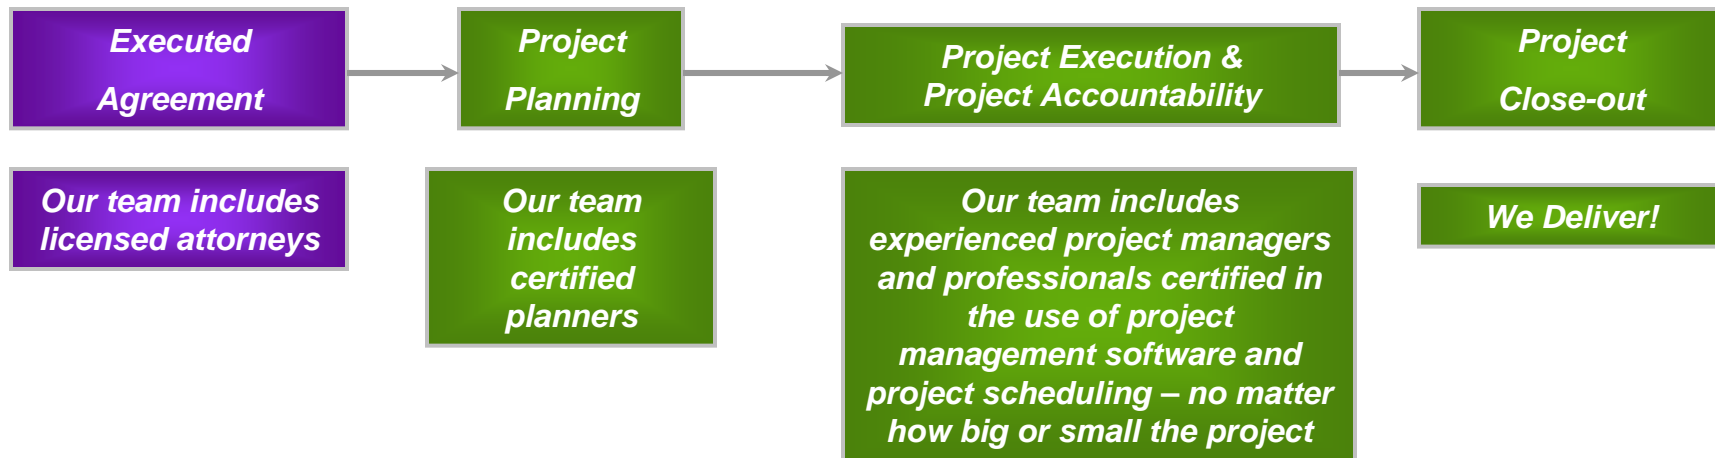 Executed
Agreement
Project
Planning
Project Execution &
Project Accountability
Project
Close-out
Our team includes
licensed attorneys
Our team
includes
certified
planners
Our team includes
experienced project managers
and professionals certified in
the use of project
management software and
project scheduling – no matter
how big or small the project
We Deliver!